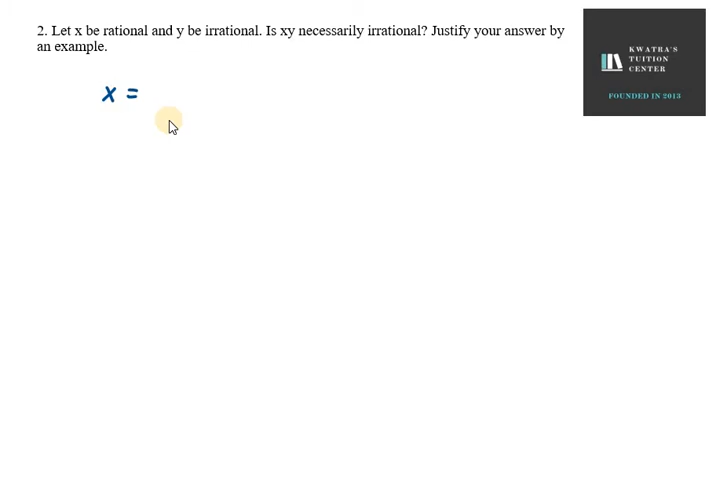 2. Let x be rational and y be irrational. Is xy necessarily irrational? Justify your answer by
an example.
KWATRA'S
TUITION
CENTER
FOUNDED IN 2013
x =